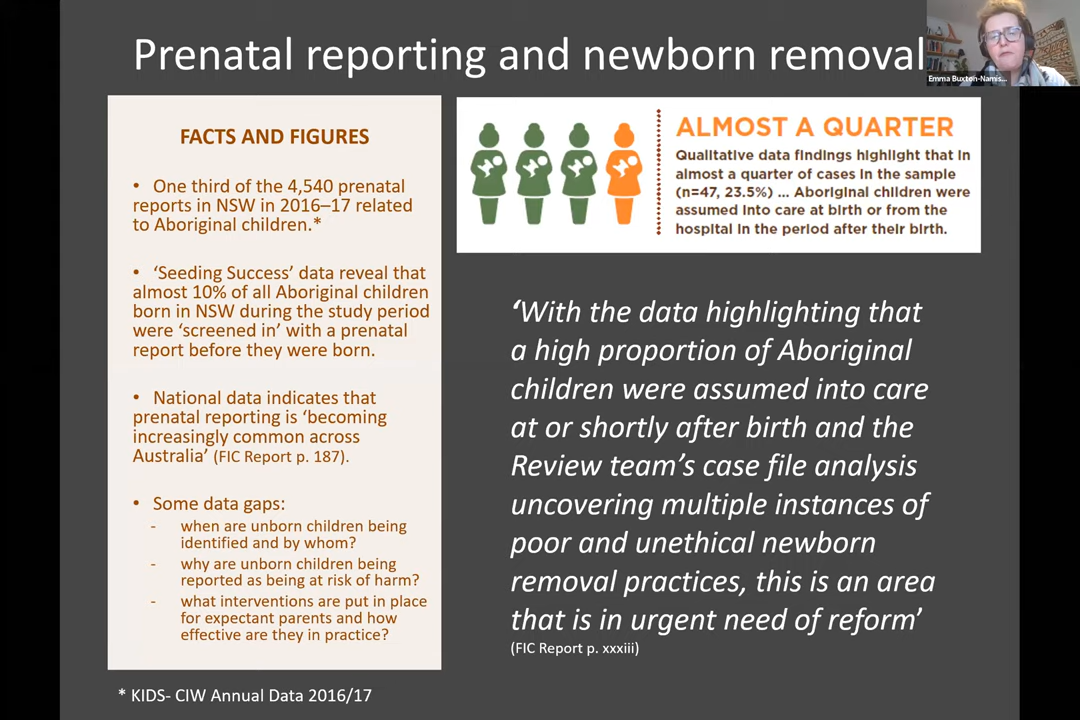 Prenatal reporting and newborn removal
Emma Buxton-Namis...
FACTS AND FIGURES
• One third of the 4,540 prenatal
reports in NSW in 2016–17 related
to Aboriginal children.*
• ‘Seeding Success’ data reveal that
almost 10% of all Aboriginal children
born in NSW during the study period
were ‘screened in’ with a prenatal
report before they were born.
• National data indicates that
prenatal reporting is ‘becoming
increasingly common across
Australia’ (FIC Report p. 187).
• Some data gaps:
- when are unborn children being
identified and by whom?
- why are unborn children being
reported as being at risk of harm?
- what interventions are put in place
for expectant parents and how
effective are they in practice?
* KIDS- CIW Annual Data 2016/17
ALMOST A QUARTER
Qualitative data findings highlight that in
almost a quarter of cases in the sample
(n=47, 23.5%) ... Aboriginal children were
assumed into care at birth or from the
hospital in the period after their birth.
‘With the data highlighting that
a high proportion of Aboriginal
children were assumed into care
at or shortly after birth and the
Review team’s case file analysis
uncovering multiple instances of
poor and unethical newborn
removal practices, this is an area
that is in urgent need of reform’
(FIC Report p. xxxiii)